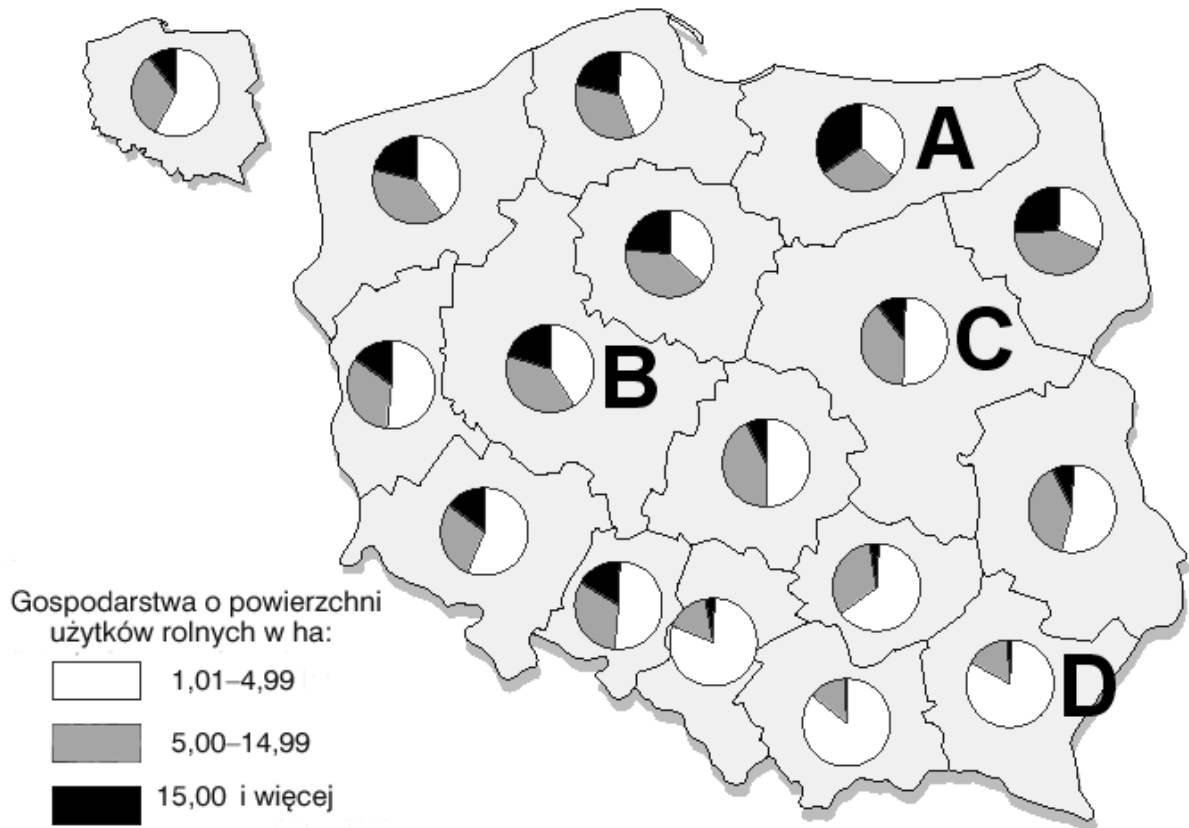 A
B
C
D
Gospodarstwa o powierzchni
użytków rolnych w ha:
1,01–4,99
5,00–14,99
15,00 i więcej